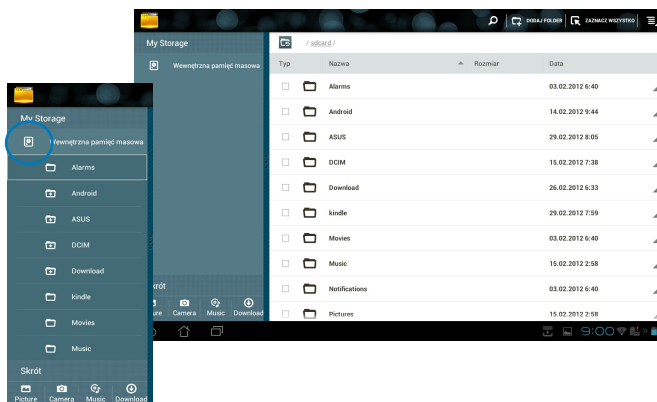 DODAJ FOLDER ZAZNACZ WSZYSTKO
My Storage
Wewnętrzna pamięć masowa
/ sdcard /
Typ Nazwa Rozmiar Data
Alarms 03.02.2012 6:40
Android 14.02.2012 9:44
ASUS 29.02.2012 8:05
DCIM 15.02.2012 7:38
Download 26.02.2012 6:33
kindle 29.02.2012 7:59
Movies 03.02.2012 6:40
Music 15.02.2012 2:58
Notifications 03.02.2012 6:40
Pictures 15.02.2012 2:58
krót
ure Camera Music Download
9:00
My Storage
Wewnętrzna pamięć masowa
Alarms
Android
ASUS
DCIM
Download
kindle
Movies
Music
Skrót
Picture Camera Music Download